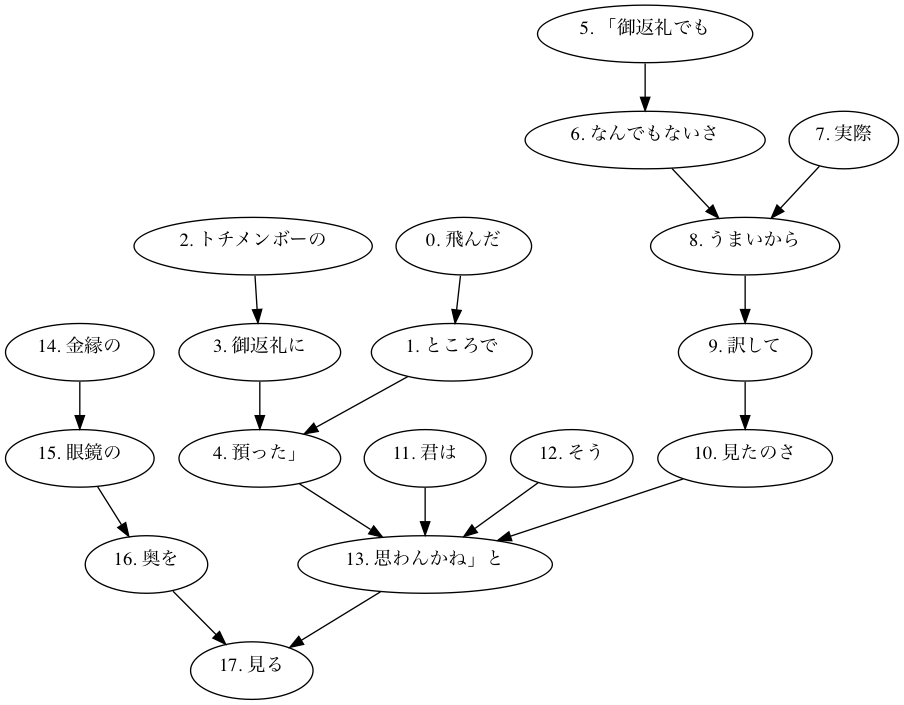 5. 「御返礼でも
6. なんでもないさ
7. 実際
2. トチメンボーの
0. 飛んだ
8. うまいから
14. 金縁の
3. 御返礼に
1. ところで
9. 訳して
15. 眼鏡の
4. 預った」
11. 君は
12. そう
10. 見たのさ
16. 奥を
13. 思わんかね」と
17. 見る